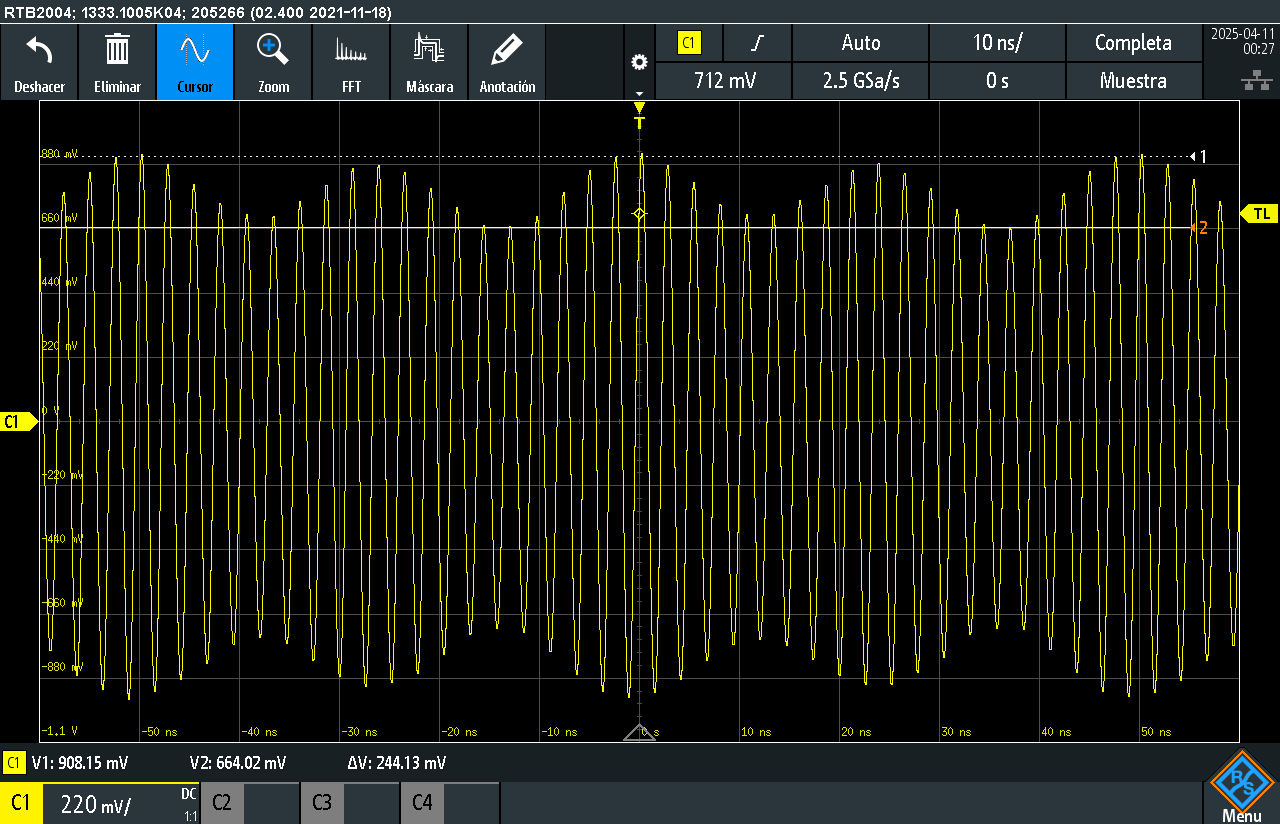 RTB2004; 1333.1005K04; 205266 (02.400 2021-11-18)
Deshacer
Eliminar
Cursor
Zoom
FFT
Máscara
Anotación
C1
Auto
10 ns/
Completa
712 mV
2.5 GSa/s
0 s
Muestra
2025-04-11
00:27
T
880 mV
1
660 mV
TL
2
440 mV
220 mV
C1
0 V
-220 mV
-440 mV
-660 mV
-880 mV
-1.1 V
-50 ns
-40 ns
-30 ns
-20 ns
-10 ns
0 s
10 ns
20 ns
30 ns
40 ns
50 ns
C1 V1: 908.15 mV V2: 664.02 mV ΔV: 244.13 mV
C1
220 mV/
DC
1:1
C2
C3
C4
R S
Menu